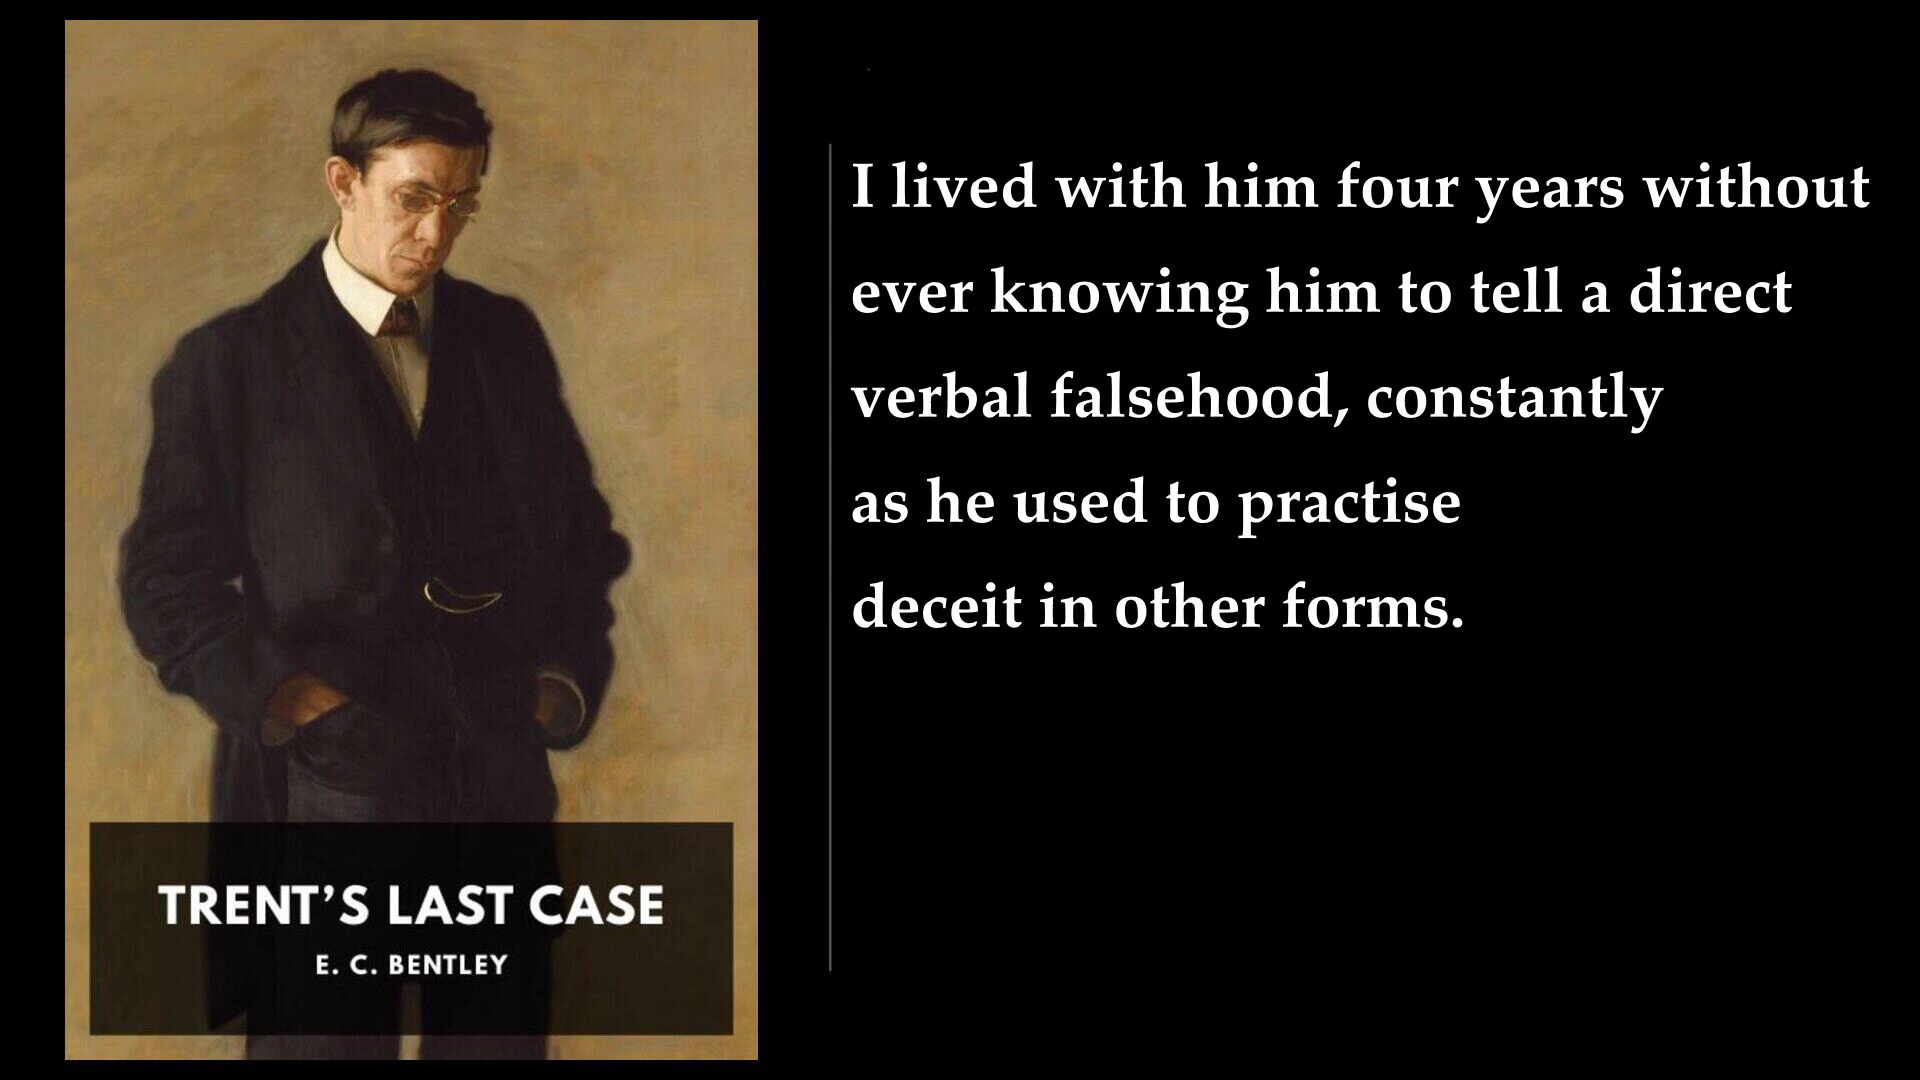 TRENT’S LAST CASE
E. C. BENTLEY
I lived with him four years without
ever knowing him to tell a direct
verbal falsehood, constantly
as he used to practise
deceit in other forms.